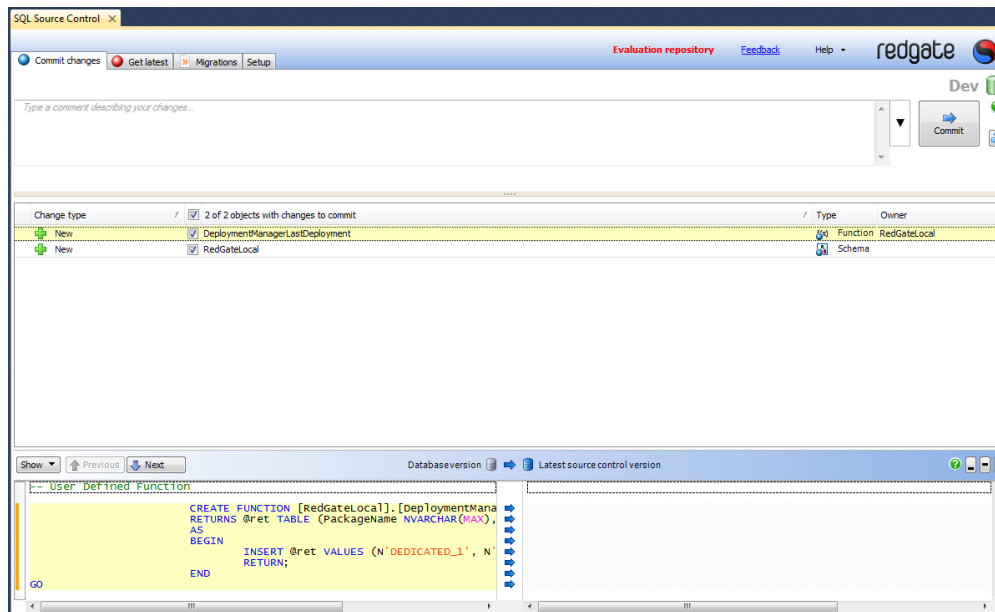 SQL Source Control
Evaluation repository Feedback Help redgate
Commit changes Get latest Migrations Setup
Dev
Type a comment describing your changes...
Commit
Change type 2 of 2 objects with changes to commit Type Owner
New DeploymentManagerLastDeployment f(x) Function RedGateLocal
New RedGateLocal Schema
Show Previous Next Database version Latest source control version
-- User Defined Function
CREATE FUNCTION [RedGateLocal].[DeploymentMana
RETURNS @ret TABLE (PackageName NVARCHAR(MAX),
AS
BEGIN
INSERT @ret VALUES (N'DEDICATED_1', N'
RETURN;
END
GO